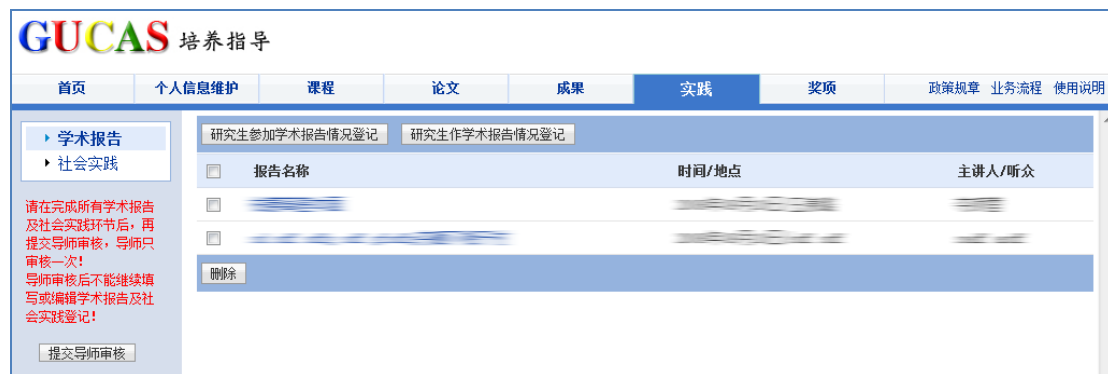 GUCAS 培养指导
首页 个人信息维护 课程 论文 成果 实践 奖项 政策规章 业务流程 使用说明
学术报告
社会实践
请在完成所有学术报告
及社会实践环节后，再
提交导师审核，导师只
审核一次！
导师审核后不能继续填
写或编辑学术报告及社
会实践登记！
提交导师审核
研究生参加学术报告情况登记 研究生作学术报告情况登记
报告名称 时间/地点 主讲人/听众
删除